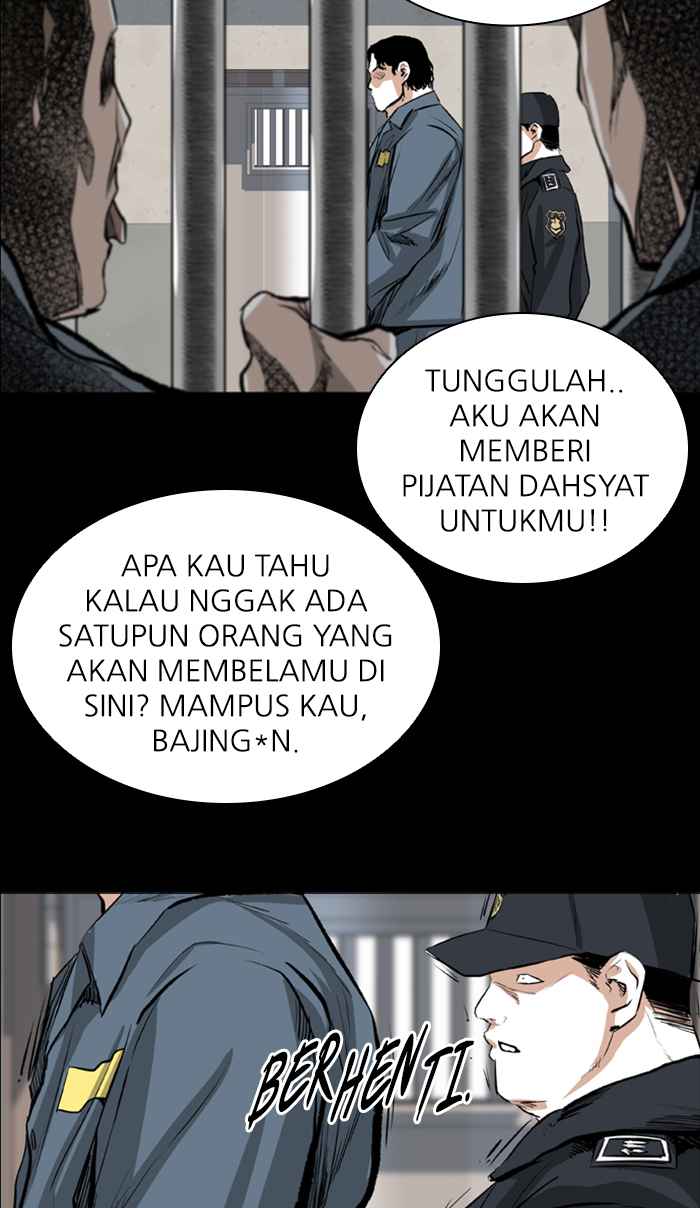 TUNGGULAH..
AKU AKAN
MEMBERI
PIJATAN DAHSYAT
UNTUKMU!!
APA KAU TAHU
KALAU NGGAK ADA
SATUPUN ORANG YANG
AKAN MEMBELAMU DI
SINI? MAMPUS KAU,
BAJING*N.
BERHENTI.